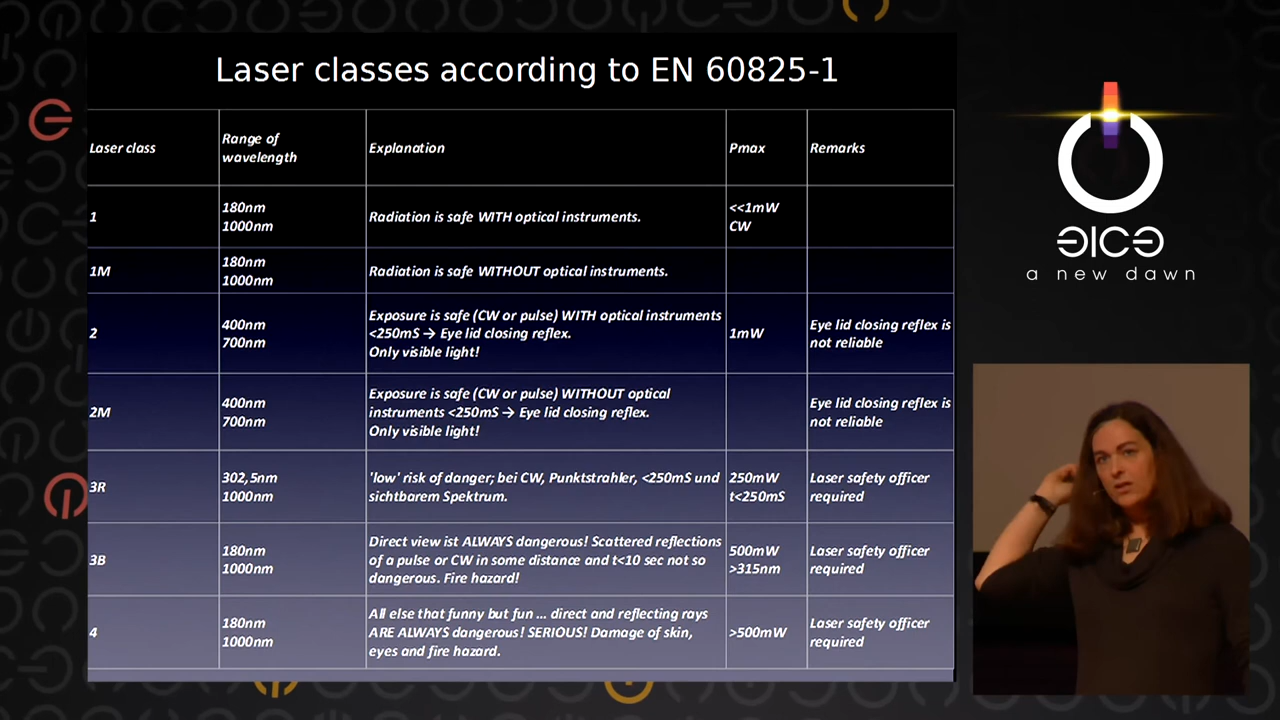 Laser classes according to EN 60825-1
Laser class
Range of
wavelength
Explanation
Pmax
Remarks
1
180nm
1000nm
Radiation is safe WITH optical instruments.
<<1mW
CW
1M
180nm
1000nm
Radiation is safe WITHOUT optical instruments.
2
400nm
700nm
Exposure is safe (CW or pulse) WITH optical instruments
<250mS → Eye lid closing reflex.
Only visible light!
1mW
Eye lid closing reflex is
not reliable
2M
400nm
700nm
Exposure is safe (CW or pulse) WITHOUT optical
instruments <250mS → Eye lid closing reflex.
Only visible light!
Eye lid closing reflex is
not reliable
3R
302,5nm
1000nm
'low' risk of danger; bei CW, Punktstrahler, <250mS und
sichtbarem Spektrum.
250mW
t<250mS
Laser safety officer
required
3B
180nm
1000nm
Direct view ist ALWAYS dangerous! Scattered reflections
of a pulse or CW in some distance and t<10 sec not so
dangerous. Fire hazard!
500mW
>315nm
Laser safety officer
required
4
180nm
1000nm
All else that funny but fun ... direct and reflecting rays
ARE ALWAYS dangerous! SERIOUS! Damage of skin,
eyes and fire hazard.
>500mW
Laser safety officer
required
a new dawn